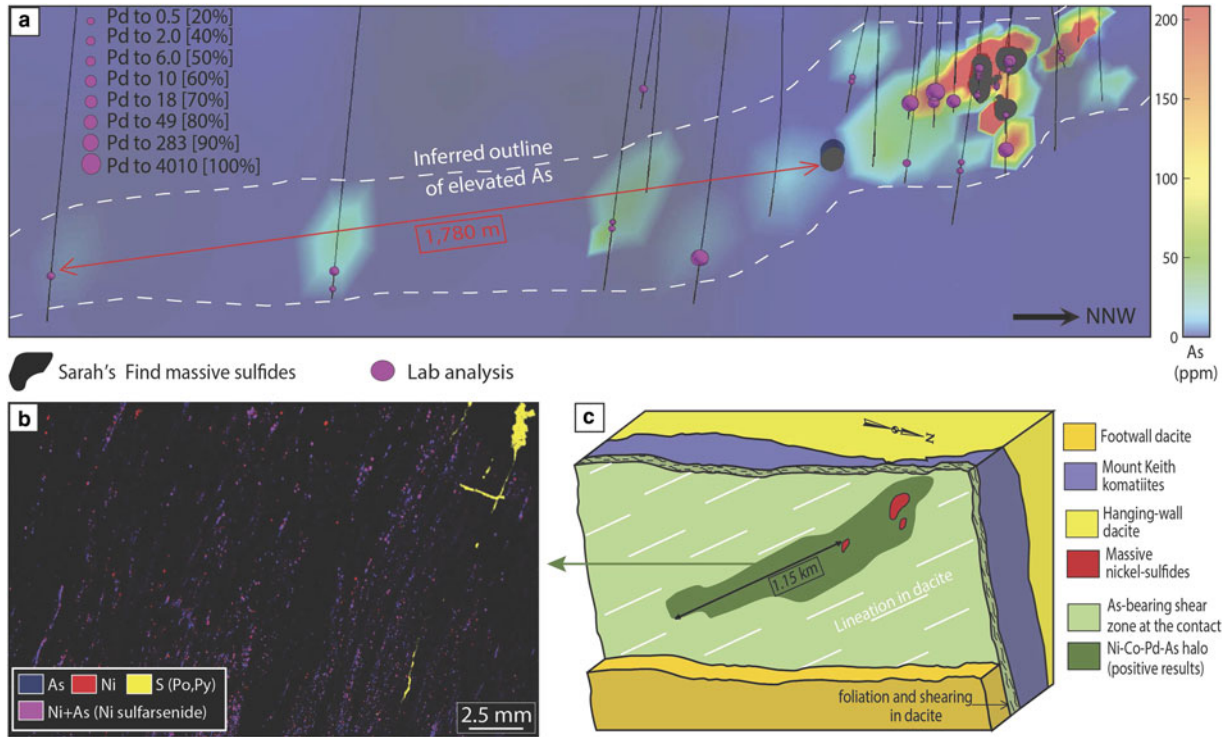 a
Pd to 0.5 [20%]
Pd to 2.0 [40%]
Pd to 6.0 [50%]
Pd to 10 [60%]
Pd to 18 [70%]
Pd to 49 [80%]
Pd to 283 [90%]
Pd to 4010 [100%]
Inferred outline
of elevated As
1,780 m
NNW
200
150
100
50
0
As
(ppm)
Sarah's Find massive sulfides
Lab analysis
b
As
Ni
S (Po,Py)
Ni+As (Ni sulfarsenide)
2.5 mm
c
S
N
1.15 km
Lineation in dacite
foliation and shearing
in dacite
Footwall dacite
Mount Keith
komatiites
Hanging-wall
dacite
Massive
nickel-sulfides
As-bearing shear
zone at the contact
Ni-Co-Pd-As halo
(positive results)